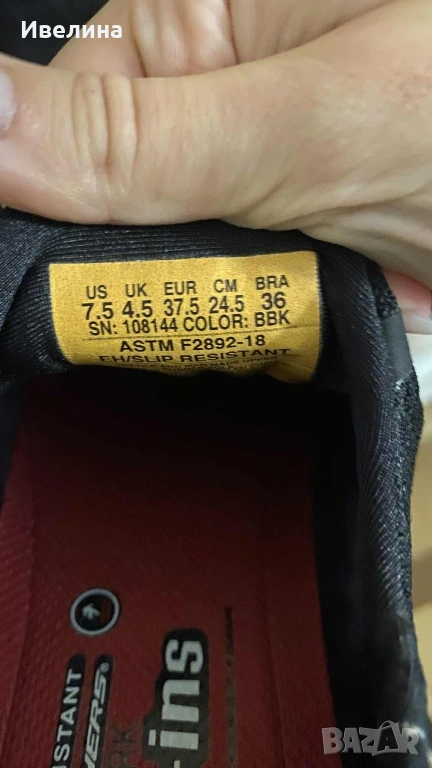 Ивелина
US UK EUR CM BRA
7.5 4.5 37.5 24.5 36
SN: 108144 COLOR: BBK
ASTM F2892-18
EH/SLIP RESISTANT
-ins
BAZAR